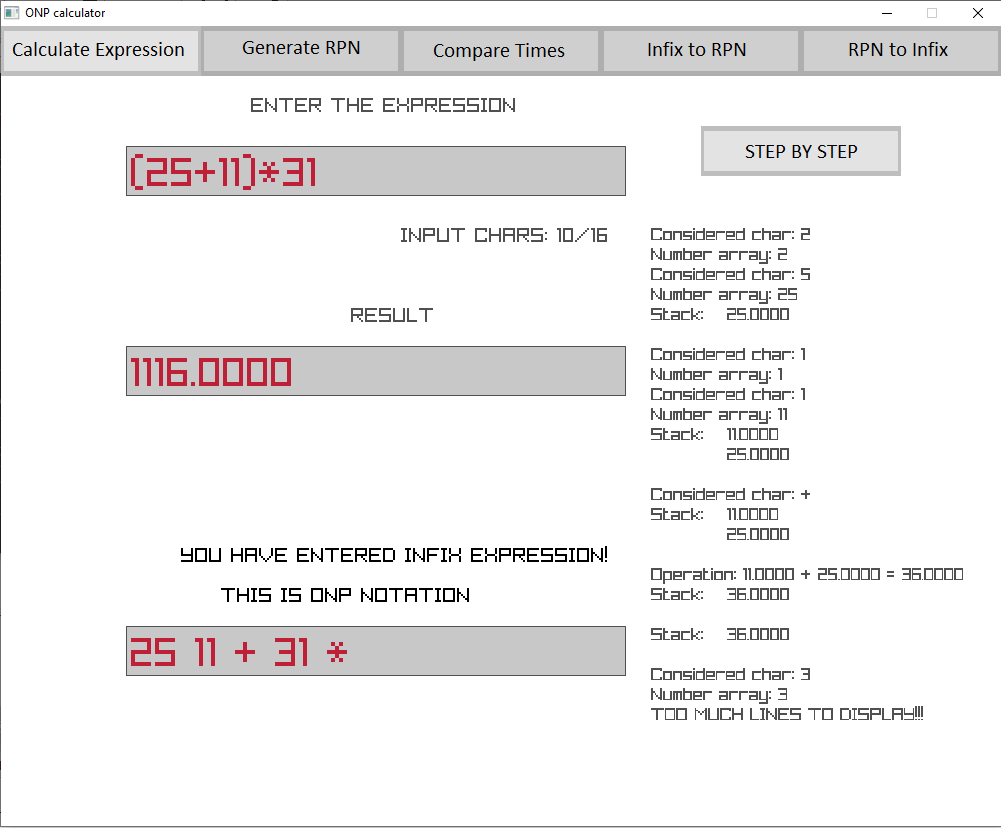 ONP calculator
Calculate Expression
Generate RPN
Compare Times
Infix to RPN
RPN to Infix
ENTER THE EXPRESSION
(25+11)*31
INPUT CHARS: 10/16
RESULT
1116.0000
YOU HAVE ENTERED INFIX EXPRESSION!
THIS IS ONP NOTATION
25 11 + 31 *
STEP BY STEP
Considered char: 2
Number array: 2
Considered char: 5
Number array: 25
Stack: 25.0000
Considered char: 1
Number array: 1
Considered char: 1
Number array: 11
Stack: 11.0000
25.0000
Considered char: +
Stack: 11.0000
25.0000
Operation: 11.0000 + 25.0000 = 36.0000
Stack: 36.0000
Stack: 36.0000
Considered char: 3
Number array: 3
TOO MUCH LINES TO DISPLAY!!!